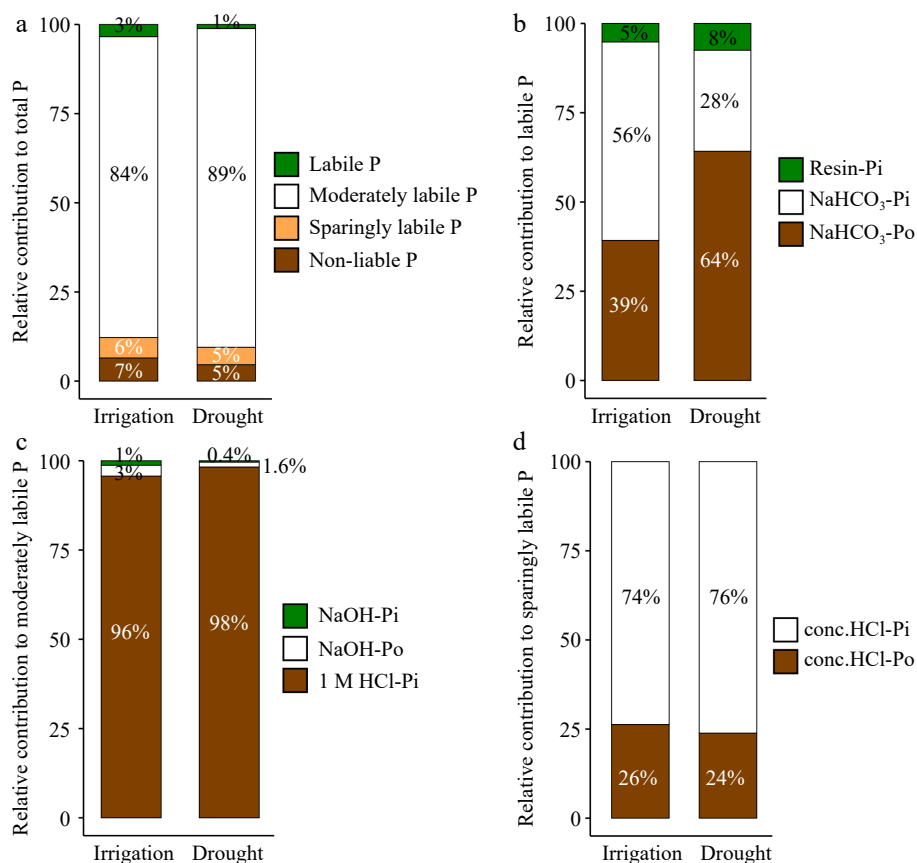 a
Relative contribution to total P
100
75
50
25
0
3%
1%
84%
89%
6%
5%
7%
5%
Irrigation
Drought
Labile P
Moderately labile P
Sparingly labile P
Non-liable P
b
Relative contribution to labile P
100
75
50
25
0
5%
8%
56%
28%
39%
64%
Irrigation
Drought
Resin-Pi
NaHCO₃-Pi
NaHCO₃-Po
c
Relative contribution to moderately labile P
100
75
50
25
0
1%
0.4%
3%
1.6%
96%
98%
Irrigation
Drought
NaOH-Pi
NaOH-Po
1 M HCl-Pi
d
Relative contribution to sparingly labile P
100
75
50
25
0
74%
76%
26%
24%
Irrigation
Drought
conc.HCl-Pi
conc.HCl-Po